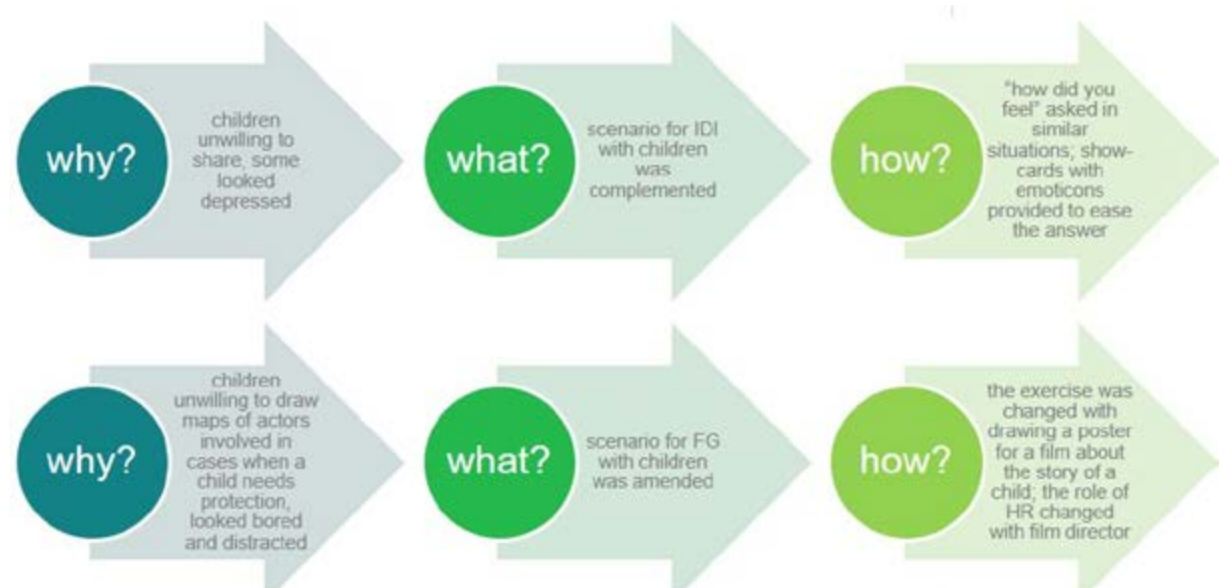 why?
children
unwilling to
share, some
looked
depressed
what?
scenario for IDI
with children
was
complemented
how?
"how did you
feel" asked in
similar
situations; show-
cards with
emoticons
provided to ease
the answer
why?
children
unwilling to draw
maps of actors
involved in
cases when a
child needs
protection,
looked bored
and distracted
what?
scenario for FG
with children
was amended
how?
the exercise was
changed with
drawing a poster
for a film about
the story of a
child; the role of
HR changed
with film director